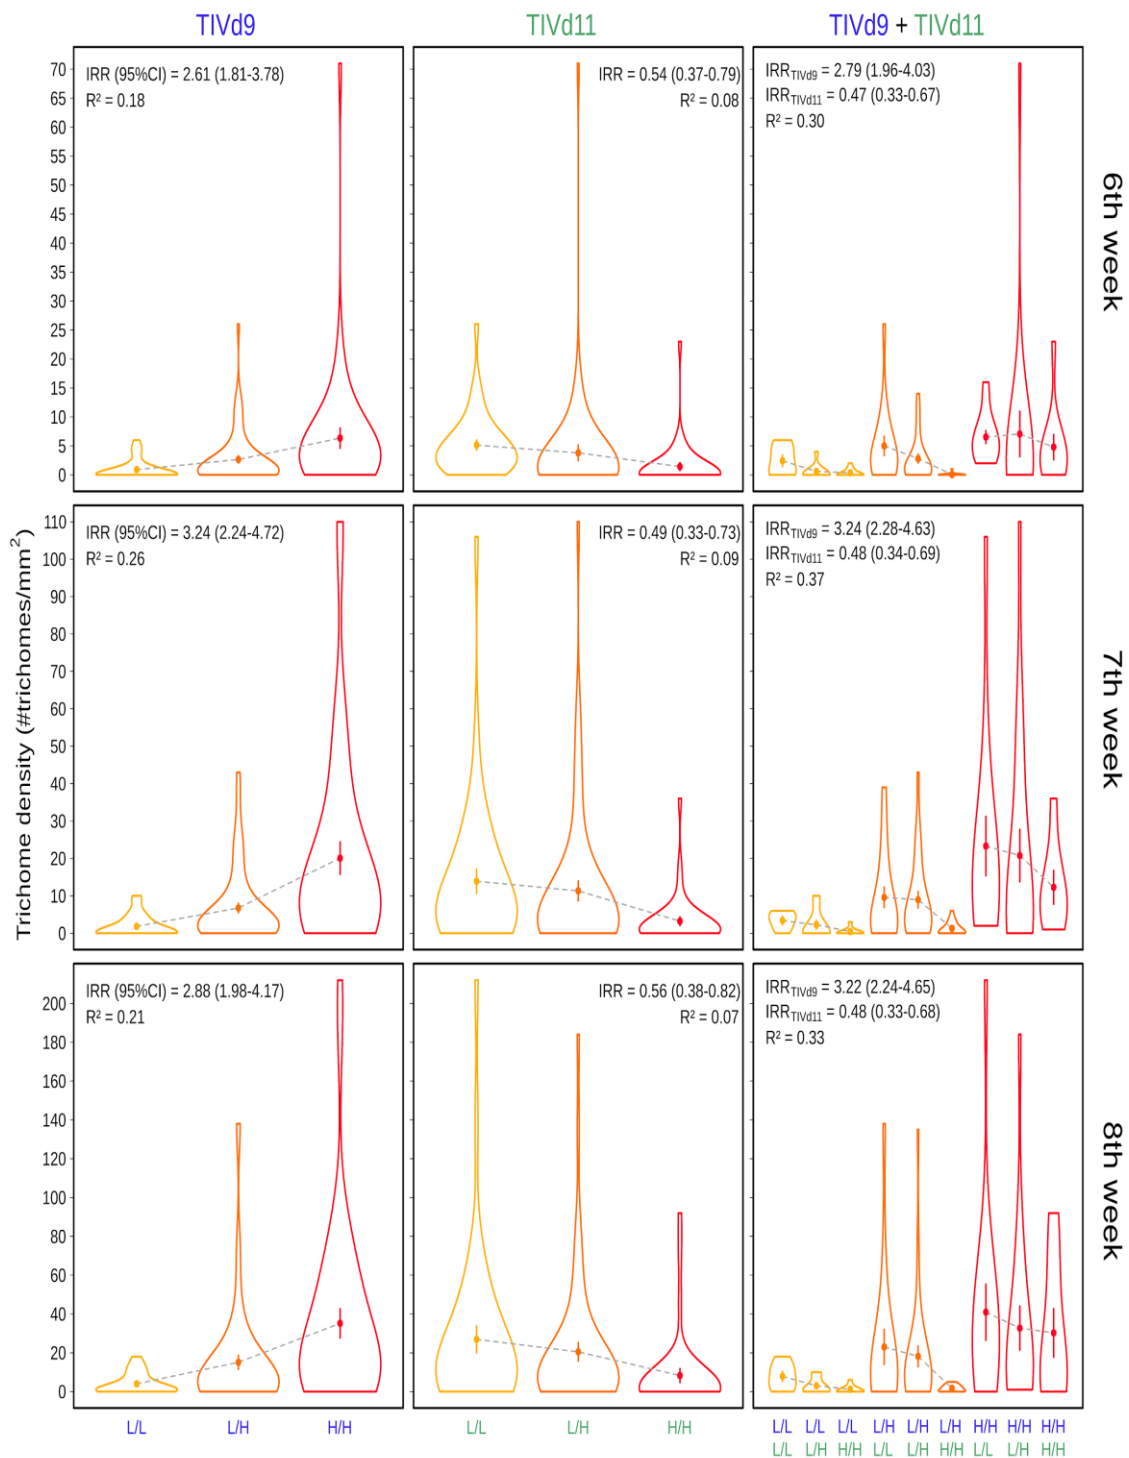 TIVd9
TIVd11
TIVd9 + TIVd11
IRR (95%CI) = 2.61 (1.81-3.78)
R² = 0.18
IRR = 0.54 (0.37-0.79)
R² = 0.08
IRR_TIVd9 = 2.79 (1.96-4.03)
IRR_TIVd11 = 0.47 (0.33-0.67)
R² = 0.30
70
65
60
55
50
45
40
35
30
25
20
15
10
5
0
6th week
IRR (95%CI) = 3.24 (2.24-4.72)
R² = 0.26
IRR = 0.49 (0.33-0.73)
R² = 0.09
IRR_TIVd9 = 3.24 (2.28-4.63)
IRR_TIVd11 = 0.48 (0.34-0.69)
R² = 0.37
110
100
90
80
70
60
50
40
30
20
10
0
7th week
Trichome density (#trichomes/mm²)
IRR (95%CI) = 2.88 (1.98-4.17)
R² = 0.21
IRR = 0.56 (0.38-0.82)
R² = 0.07
IRR_TIVd9 = 3.22 (2.24-4.65)
IRR_TIVd11 = 0.48 (0.33-0.68)
R² = 0.33
200
180
160
140
120
100
80
60
40
20
0
8th week
L/L L/H H/H
L/L L/H H/H
L/L L/L L/L L/H L/H L/H H/H H/H H/H
L/L L/H H/H L/L L/H H/H L/L L/H H/H